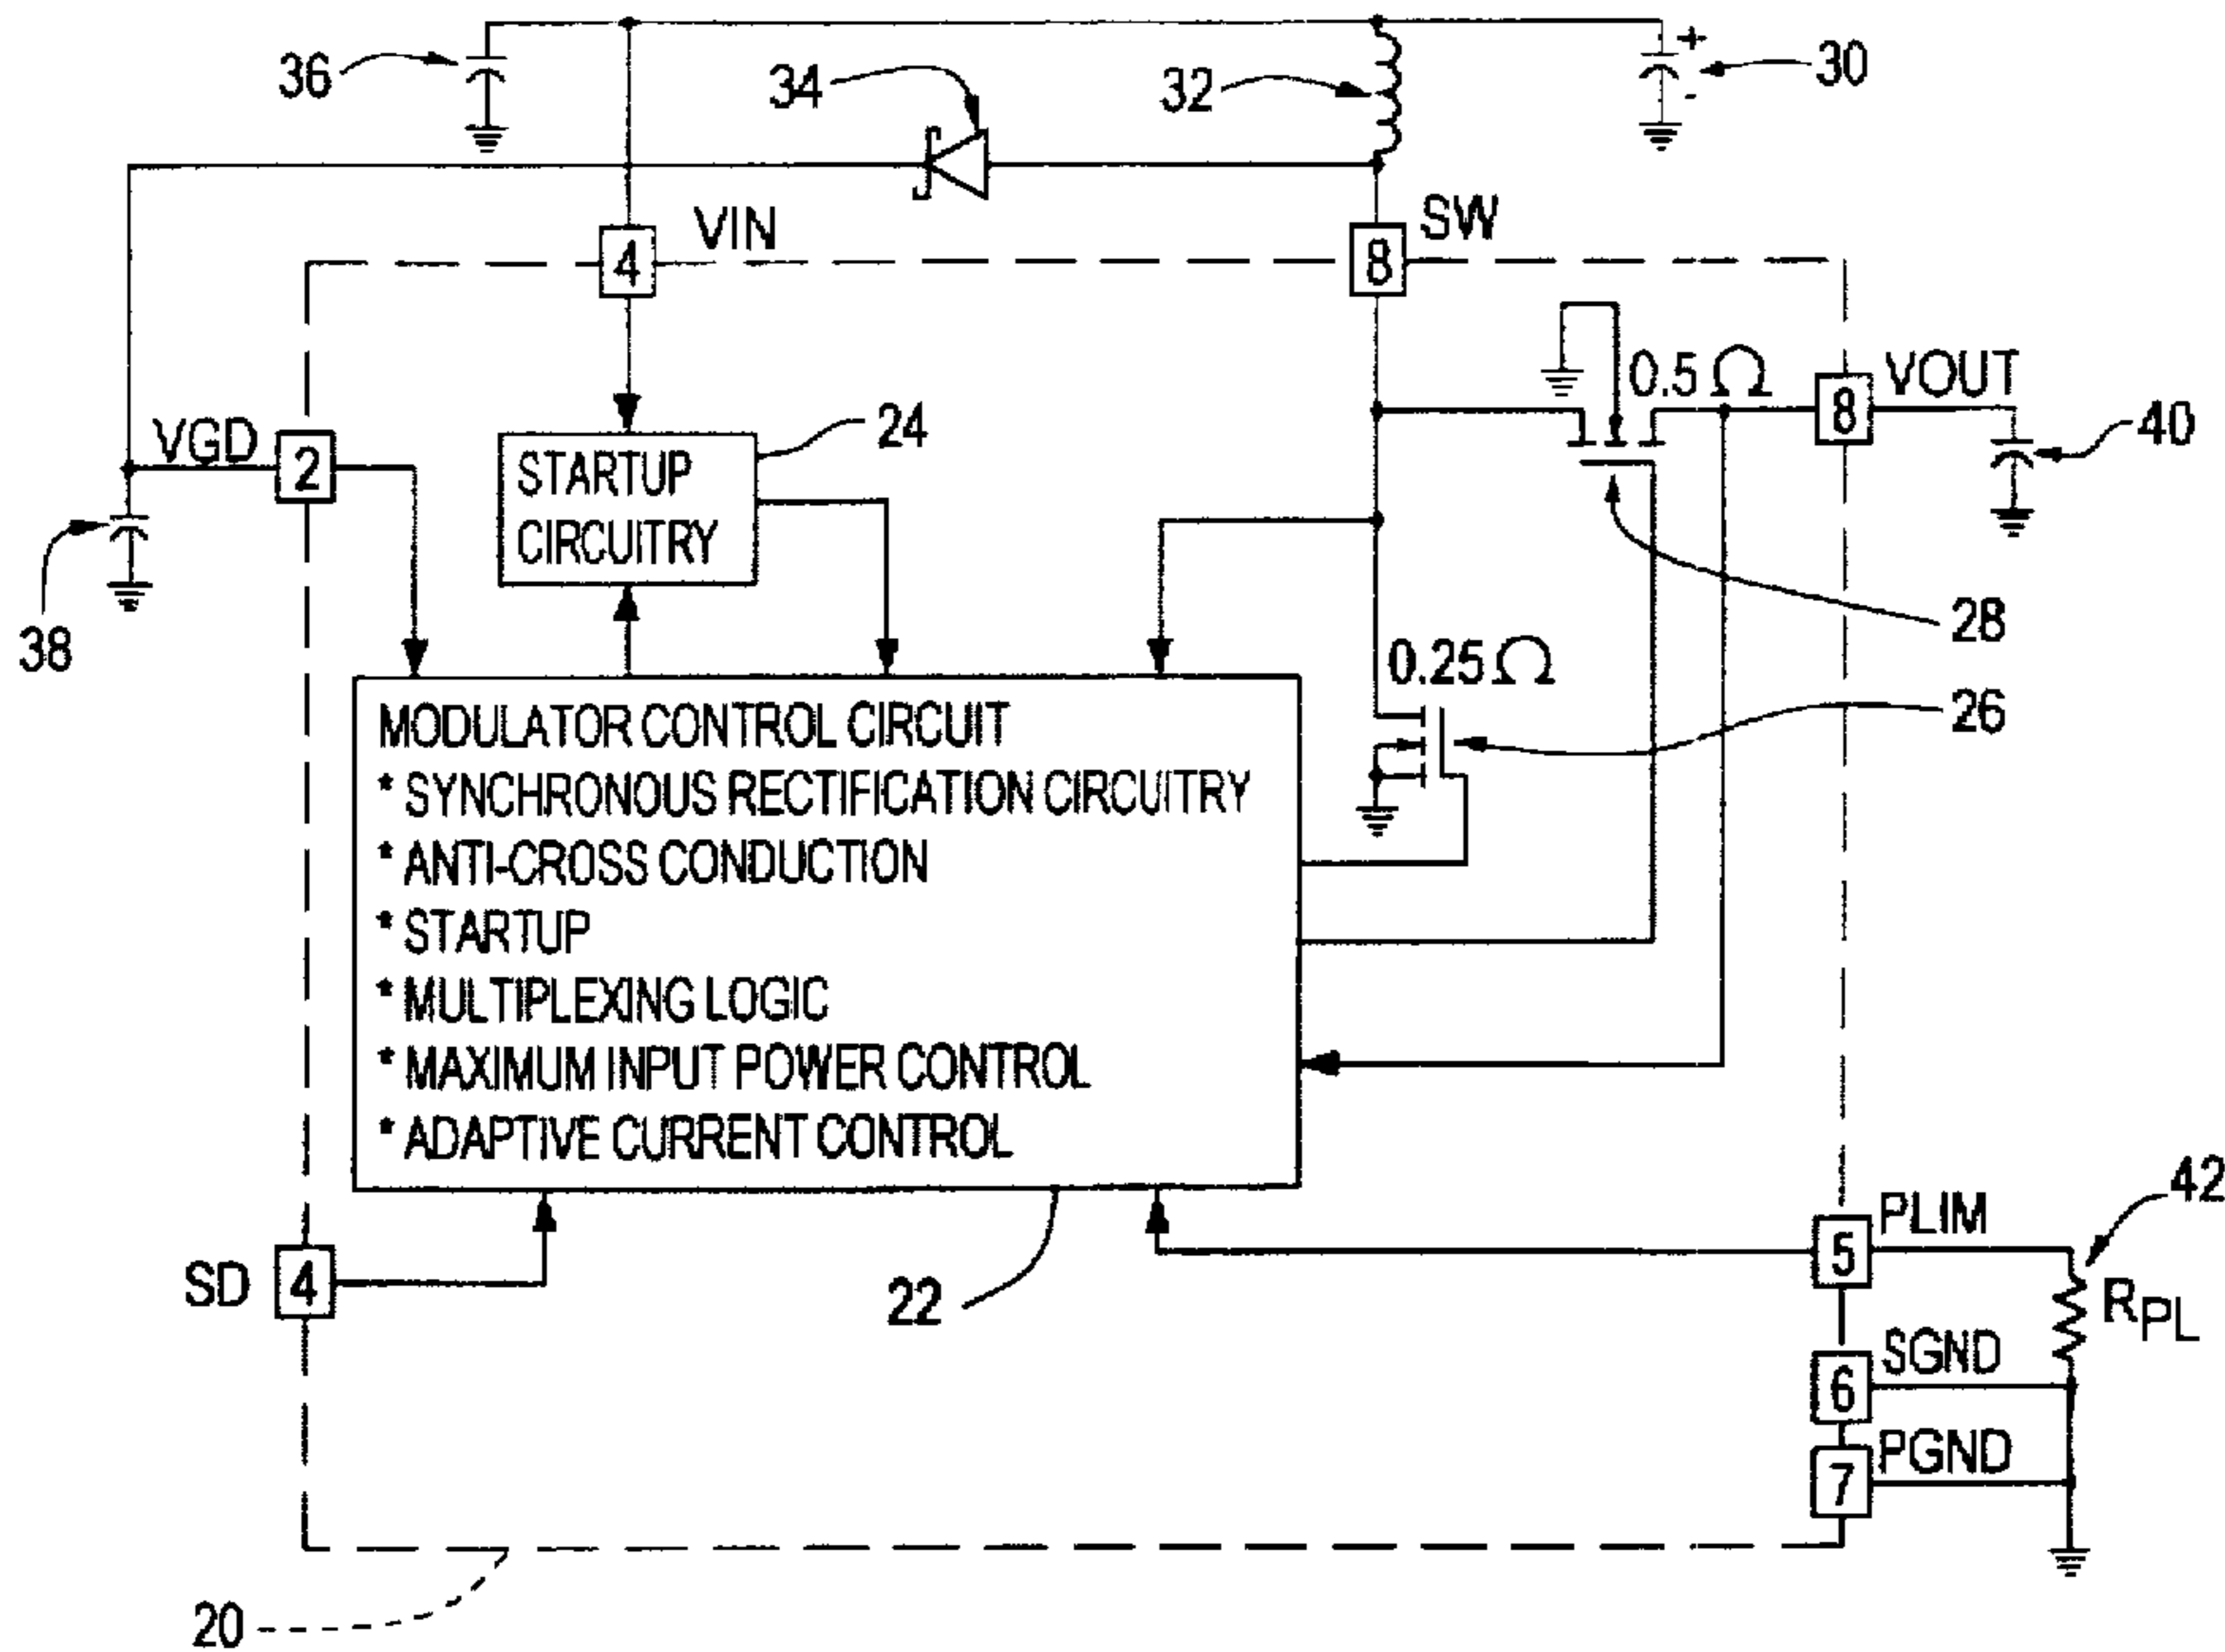 36
34
32
+
-
30
4
VIN
8
SW
0.5 Ω
8
VOUT
40
VGD
2
24
STARTUP
CIRCUITRY
38
28
0.25 Ω
26
MODULATOR CONTROL CIRCUIT
* SYNCHRONOUS RECTIFICATION CIRCUITRY
* ANTI-CROSS CONDUCTION
* STARTUP
* MULTIPLEXING LOGIC
* MAXIMUM INPUT POWER CONTROL
* ADAPTIVE CURRENT CONTROL
42
SD
4
22
5
PLIM
RPL
6
SGND
7
PGND
20